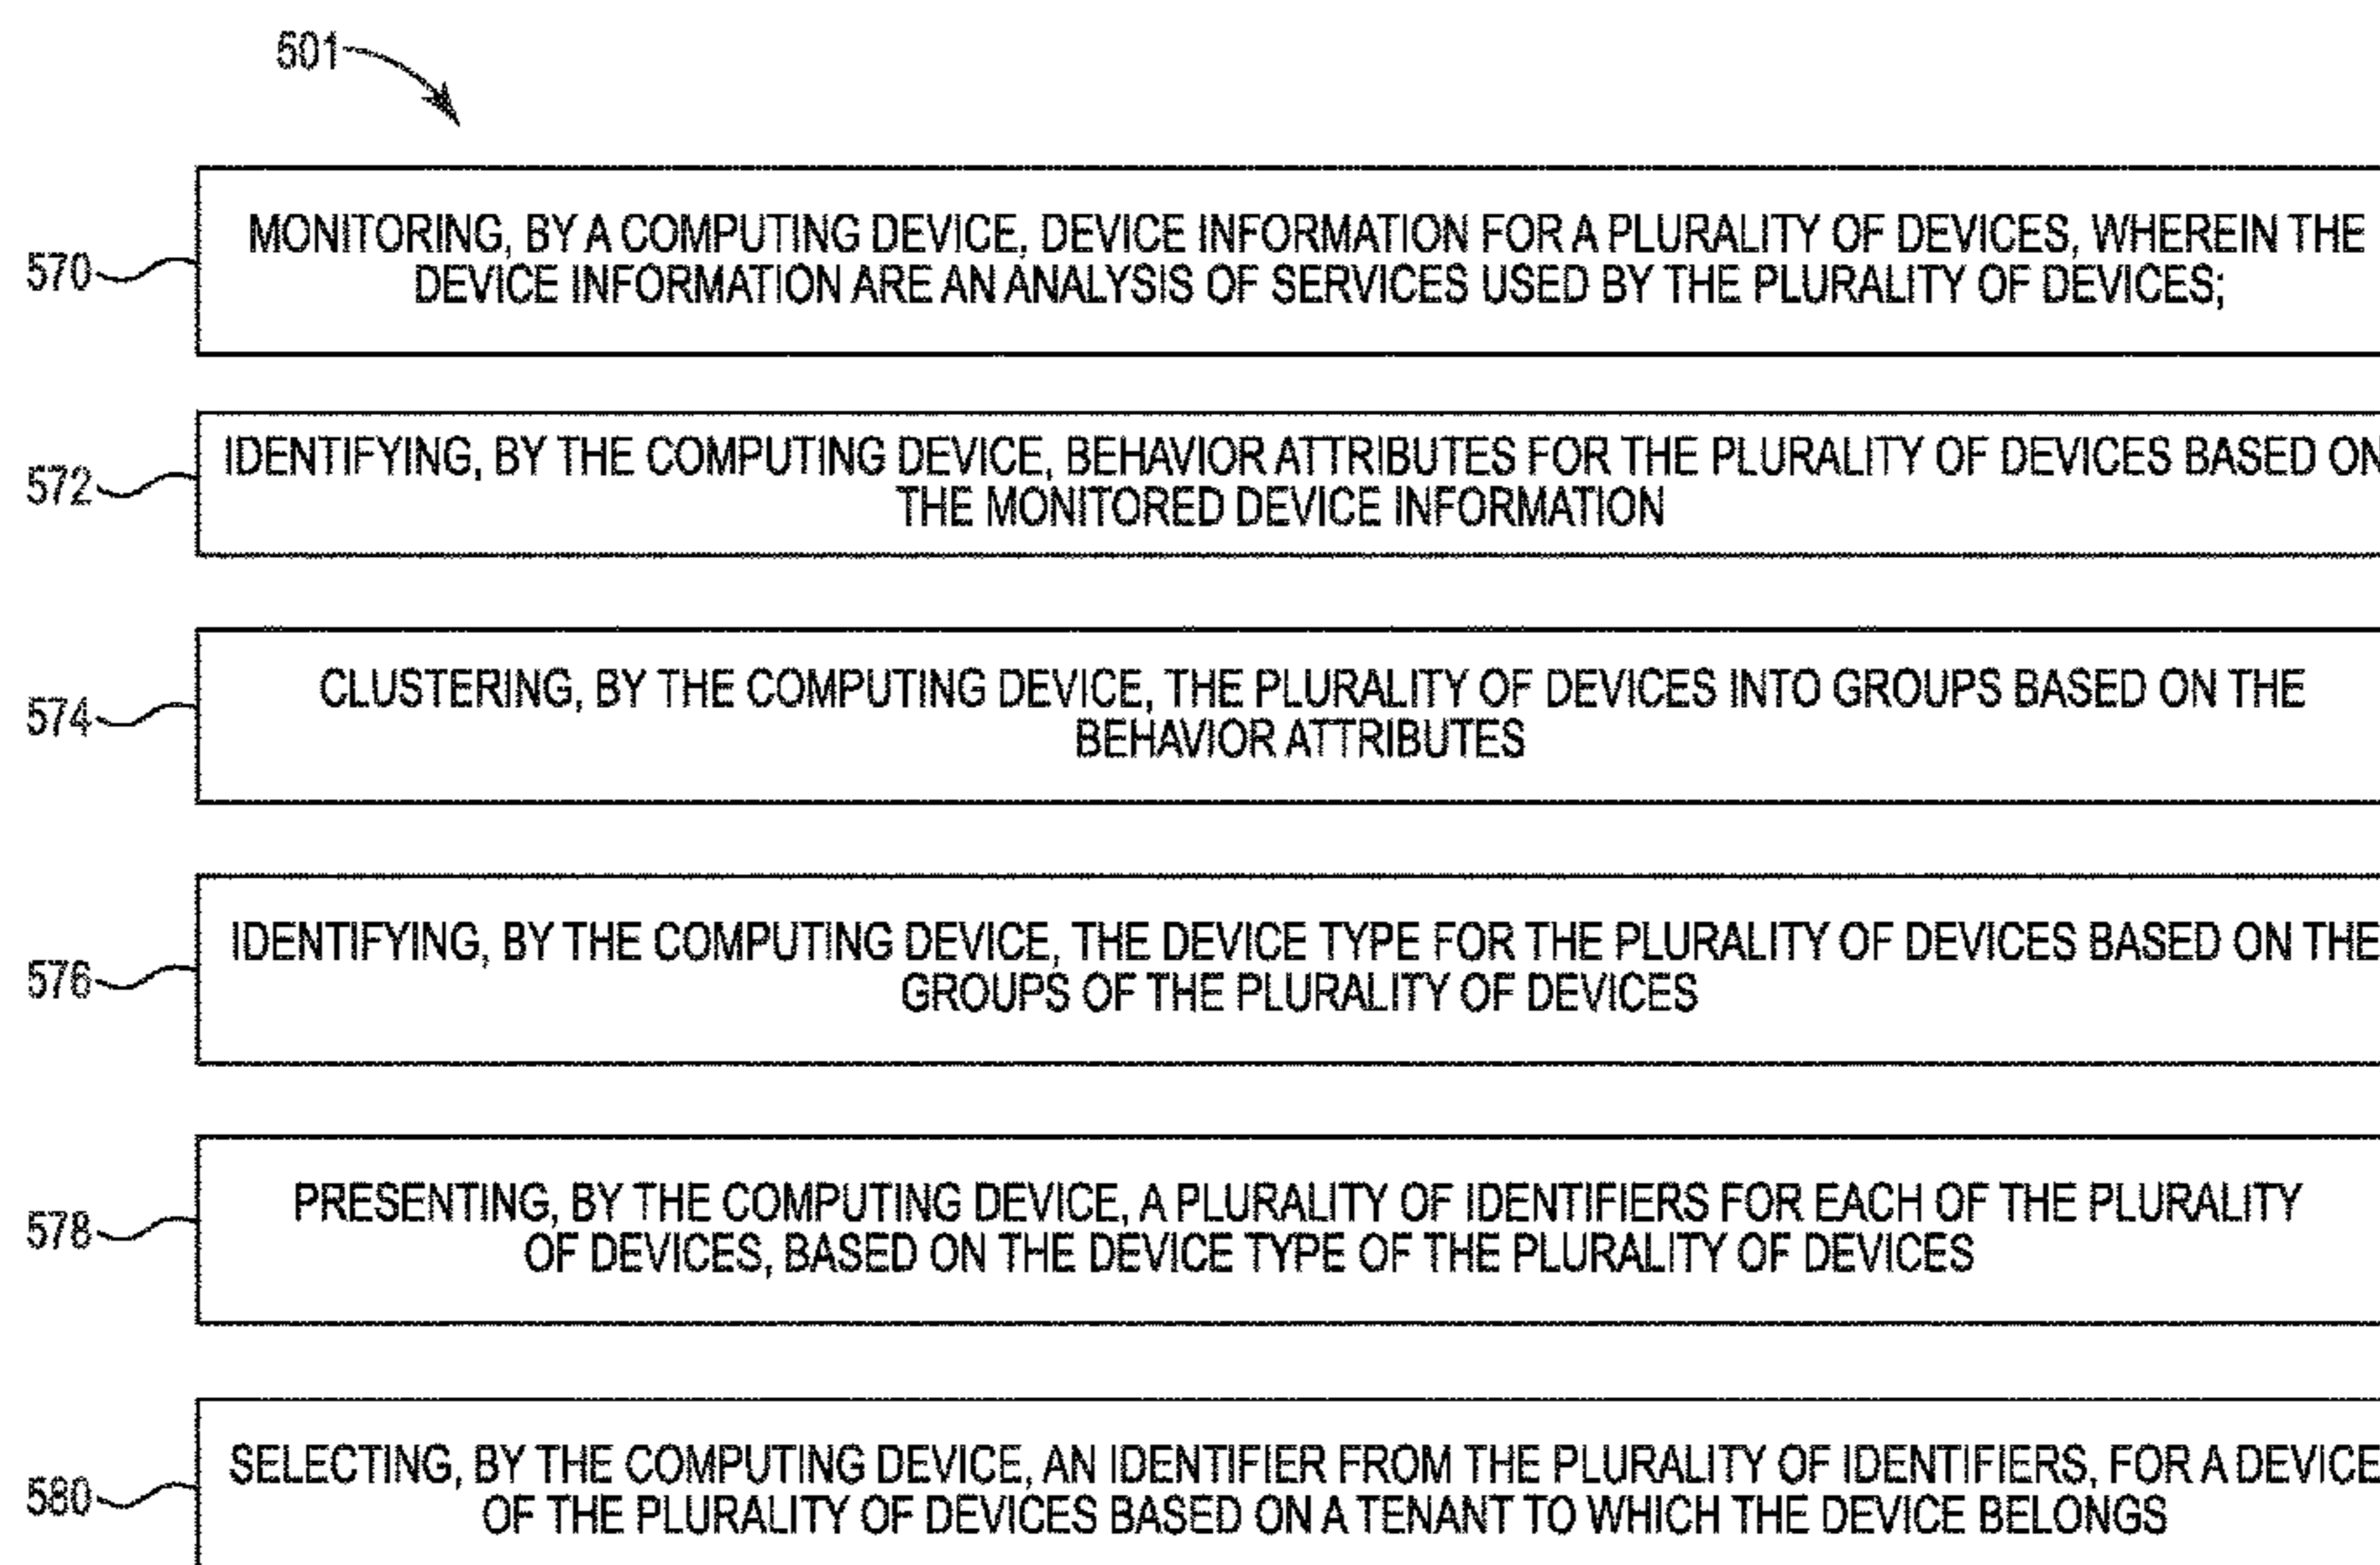 501
MONITORING, BY A COMPUTING DEVICE, DEVICE INFORMATION FOR A PLURALITY OF DEVICES, WHEREIN THE
570
DEVICE INFORMATION ARE AN ANALYSIS OF SERVICES USED BY THE PLURALITY OF DEVICES;
IDENTIFYING, BY THE COMPUTING DEVICE, BEHAVIOR ATTRIBUTES FOR THE PLURALITY OF DEVICES BASED ON
572
THE MONITORED DEVICE INFORMATION
CLUSTERING, BY THE COMPUTING DEVICE, THE PLURALITY OF DEVICES INTO GROUPS BASED ON THE
574
BEHAVIOR ATTRIBUTES
IDENTIFYING, BY THE COMPUTING DEVICE, THE DEVICE TYPE FOR THE PLURALITY OF DEVICES BASED ON THE
576
GROUPS OF THE PLURALITY OF DEVICES
PRESENTING, BY THE COMPUTING DEVICE, A PLURALITY OF IDENTIFIERS FOR EACH OF THE PLURALITY
578
OF DEVICES, BASED ON THE DEVICE TYPE OF THE PLURALITY OF DEVICES
SELECTING, BY THE COMPUTING DEVICE, AN IDENTIFIER FROM THE PLURALITY OF IDENTIFIERS, FOR A DEVICE
580
OF THE PLURALITY OF DEVICES BASED ON A TENANT TO WHICH THE DEVICE BELONGS